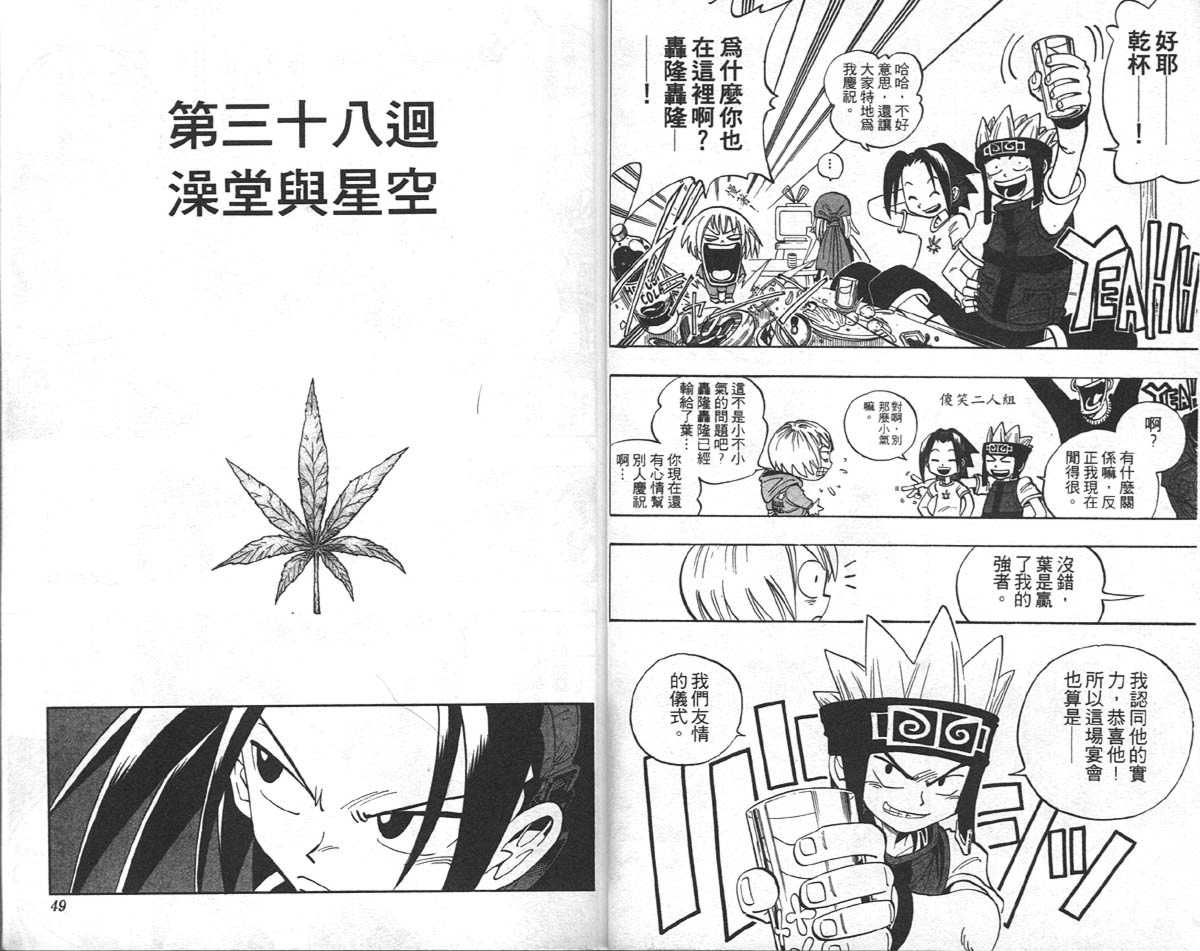 好耶
乾杯——！
哈哈，不好
意思，還讓
大家特地爲
我慶祝。
…
爲什麼你也
在這裡啊？
轟隆轟隆—
——！
YEAHH
YEAH
啊？
有什麼關
係嘛，反
正我現在
閒得很。
傻笑二人組
對啊，別
那麼小氣
嘛。
這不是小不小
氣的問題吧？
轟隆轟隆已經
輸給了葉…
你現在還
有心情幫
別人慶祝
啊…
沒錯，
葉是贏
了我的
強者。
我認同他的實
力，恭喜他！
所以這場宴會
也算是——
我們友情
的儀式。
第三十八迴
澡堂與星空
49